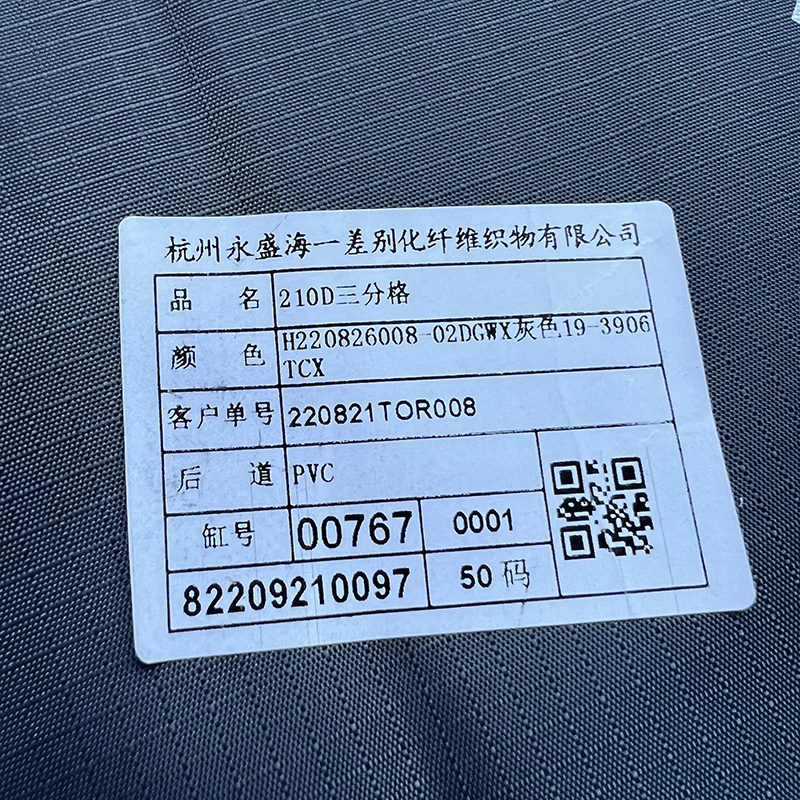 杭州永盛海一差别化纤维织物有限公司
品 名 210D三分格
颜 色 H220826008-02DGWX灰色19-3906
TCX
客户单号 220821TOR008
后 道 PVC
缸号 00767 0001
82209210097 50 码